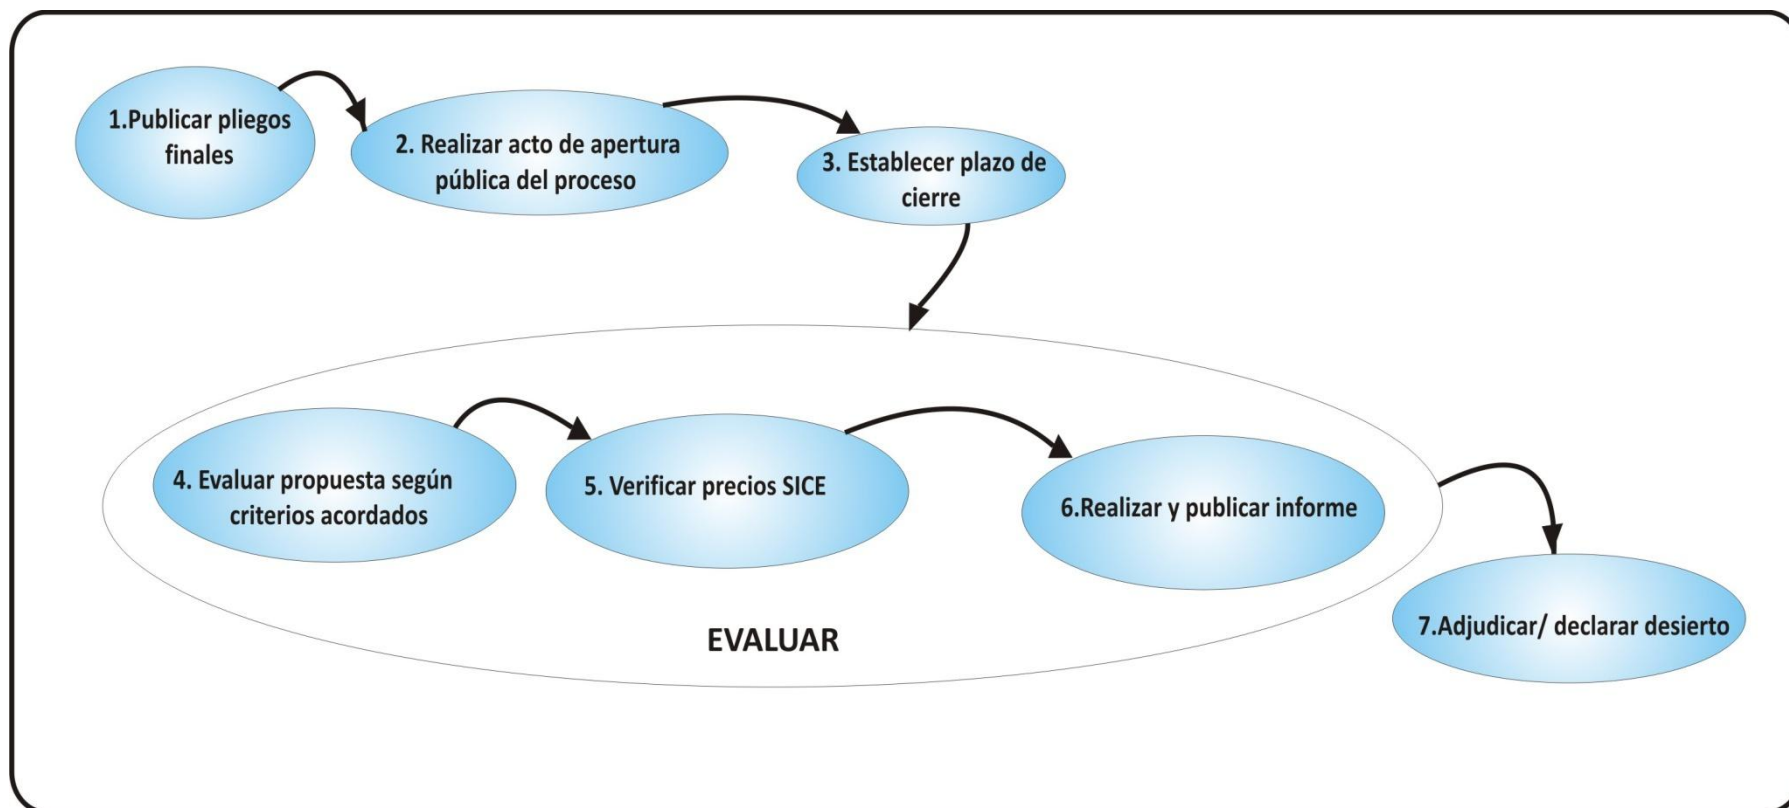 1.Publicar pliegos
finales
2. Realizar acto de apertura
pública del proceso
3. Establecer plazo de
cierre
4. Evaluar propuesta según
criterios acordados
5. Verificar precios SICE
6.Realizar y publicar informe
EVALUAR
7.Adjudicar/ declarar desierto